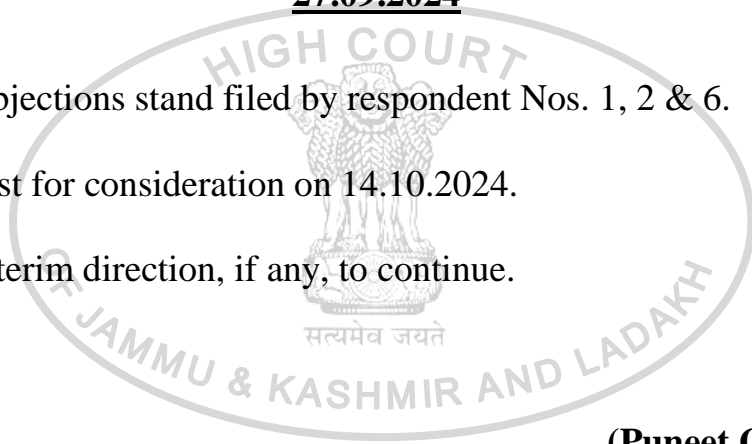 27.09.2024
HIGH COURT
bjections stand filed by respondent Nos. 1, 2 & 6.
st for consideration on 14.10.2024.
terim direction, if any, to continue.
सत्यमेव जयते
OF JAMMU & KASHMIR AND LADAKH
(Puneet